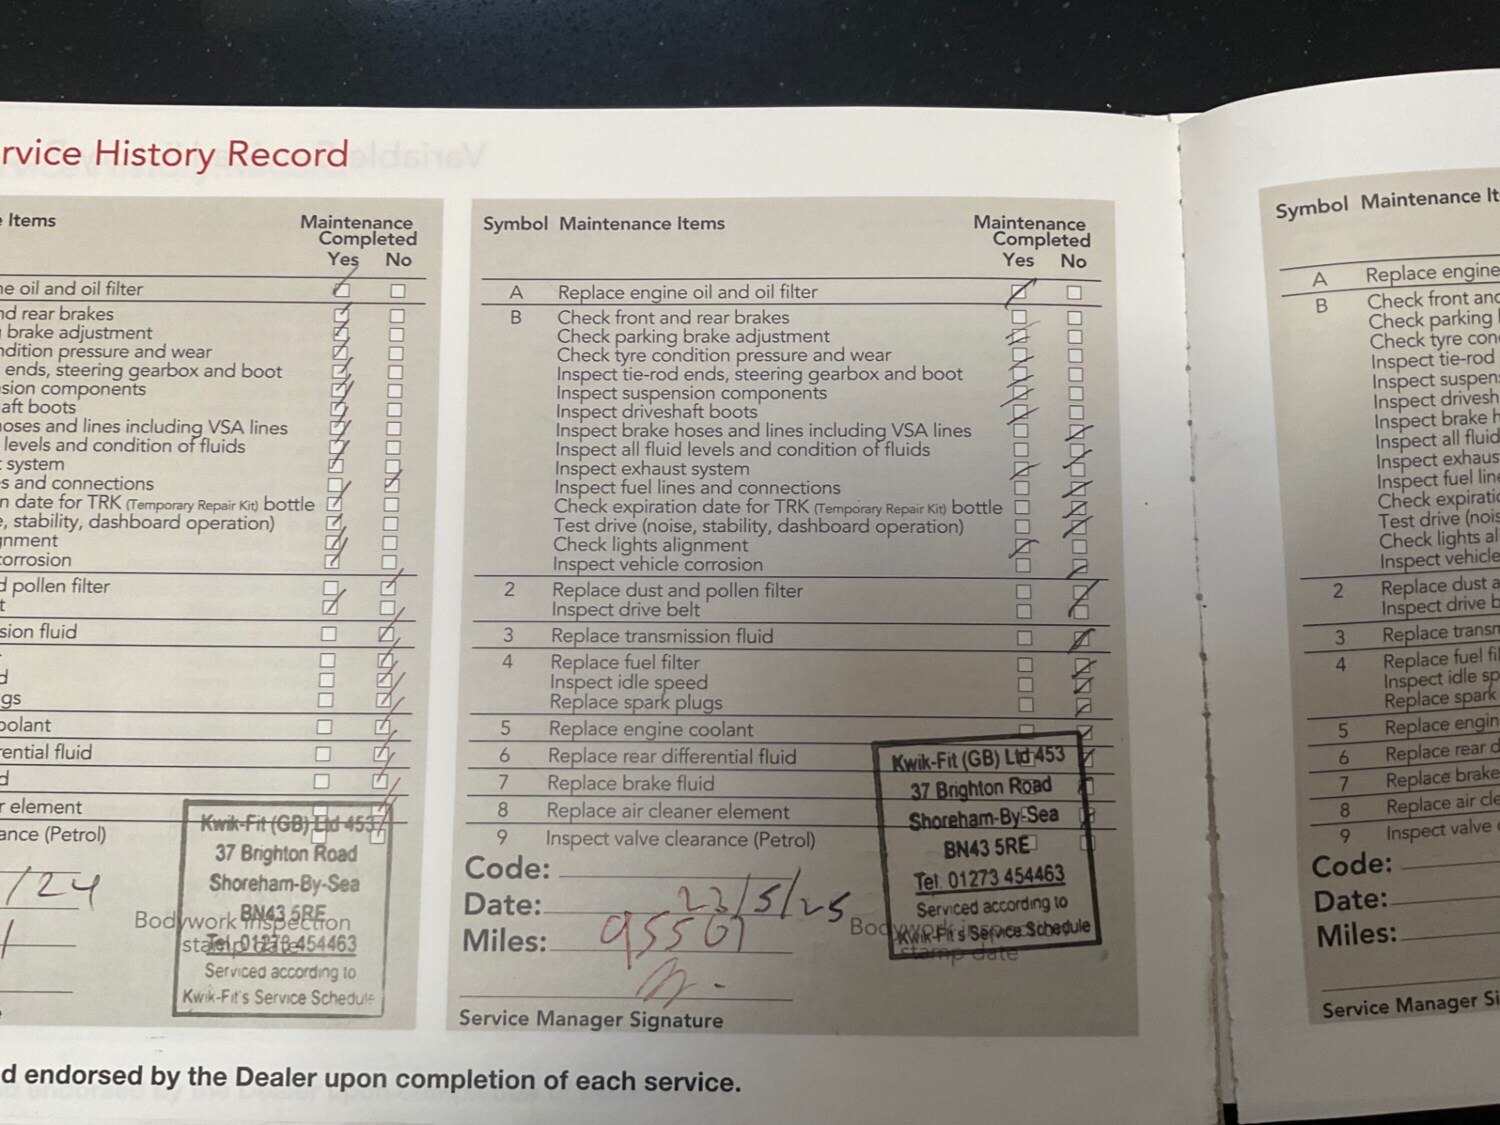 rvice History Record
Items
Maintenance
Completed
Yes No
ne oil and oil filter
nd rear brakes
brake adjustment
ndition pressure and wear
ends, steering gearbox and boot
sion components
aft boots
hoses and lines including VSA lines
levels and condition of fluids
system
s and connections
n date for TRK (Temporary Repair Kit) bottle
e, stability, dashboard operation)
gnment
corrosion
d pollen filter
t
sion fluid
d
gs
oolant
rential fluid
d
r element
ance (Petrol)
/24
Bodywork inspection
stamp date
Kwik-Fit (GB) Ltd 453
37 Brighton Road
Shoreham-By-Sea
BN43 5RE
Tel. 01273 454463
Serviced according to
Kwik-Fit's Service Schedule
Symbol Maintenance Items
Maintenance
Completed
Yes No
A Replace engine oil and oil filter
B Check front and rear brakes
Check parking brake adjustment
Check tyre condition pressure and wear
Inspect tie-rod ends, steering gearbox and boot
Inspect suspension components
Inspect driveshaft boots
Inspect brake hoses and lines including VSA lines
Inspect all fluid levels and condition of fluids
Inspect exhaust system
Inspect fuel lines and connections
Check expiration date for TRK (Temporary Repair Kit) bottle
Test drive (noise, stability, dashboard operation)
Check lights alignment
Inspect vehicle corrosion
2 Replace dust and pollen filter
Inspect drive belt
3 Replace transmission fluid
4 Replace fuel filter
Inspect idle speed
Replace spark plugs
5 Replace engine coolant
6 Replace rear differential fluid
7 Replace brake fluid
8 Replace air cleaner element
9 Inspect valve clearance (Petrol)
Code:
Date: 23/5/25
Miles: 95501
Service Manager Signature
Kwik-Fit (GB) Ltd 453
37 Brighton Road
Shoreham-By-Sea
BN43 5RE
Tel. 01273 454463
Serviced according to
Kwik-Fit's Service Schedule
stamp date
Symbol Maintenance It
A Replace engine
B Check front and
Check parking
Check tyre con
Inspect tie-rod
Inspect suspen
Inspect drivesh
Inspect brake h
Inspect all fluid
Inspect exhaus
Inspect fuel line
Check expiratio
Test drive (nois
Check lights al
Inspect vehicle
2 Replace dust a
Inspect drive b
3 Replace transm
4 Replace fuel fil
Inspect idle sp
Replace spark
5 Replace engin
6 Replace rear d
7 Replace brake
8 Replace air cle
9 Inspect valve
Code:
Date:
Miles:
Service Manager Si
d endorsed by the Dealer upon completion of each service.